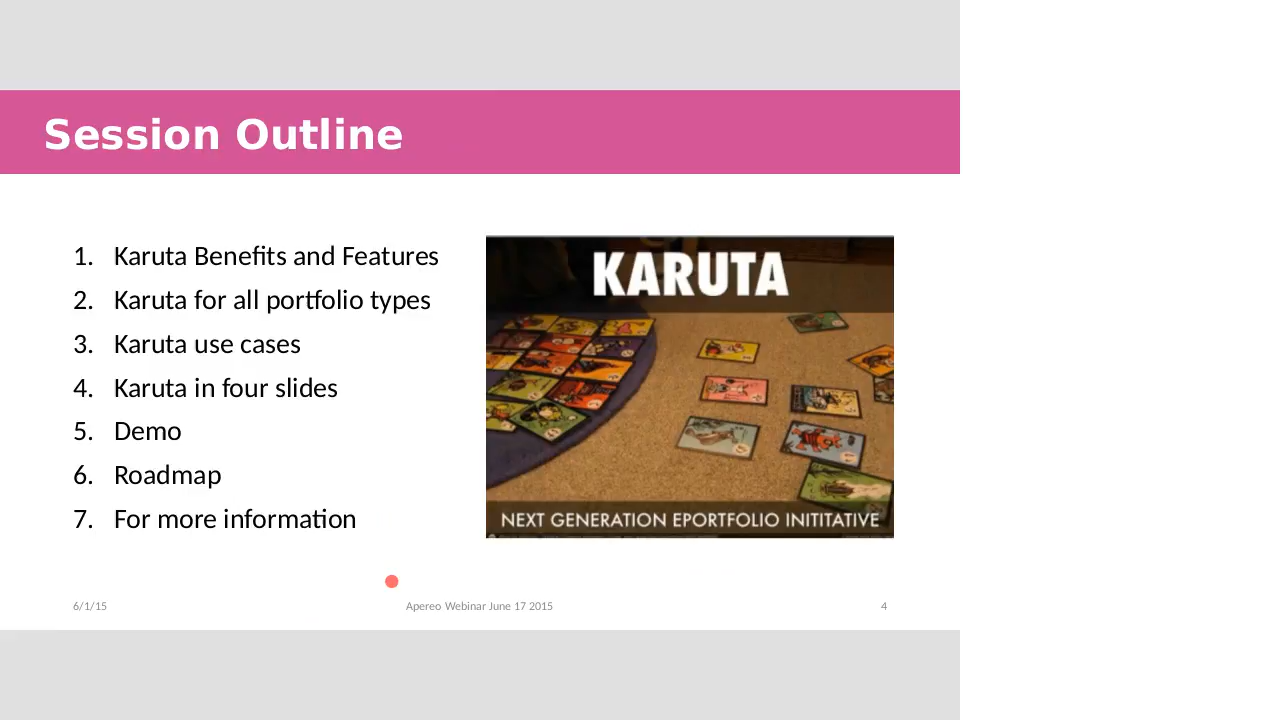 Session Outline
1. Karuta Benefits and Features
2. Karuta for all portfolio types
3. Karuta use cases
4. Karuta in four slides
5. Demo
6. Roadmap
7. For more information
KARUTA
NEXT GENERATION EPORTFOLIO INITITATIVE
6/1/15
Apereo Webinar June 17 2015
4